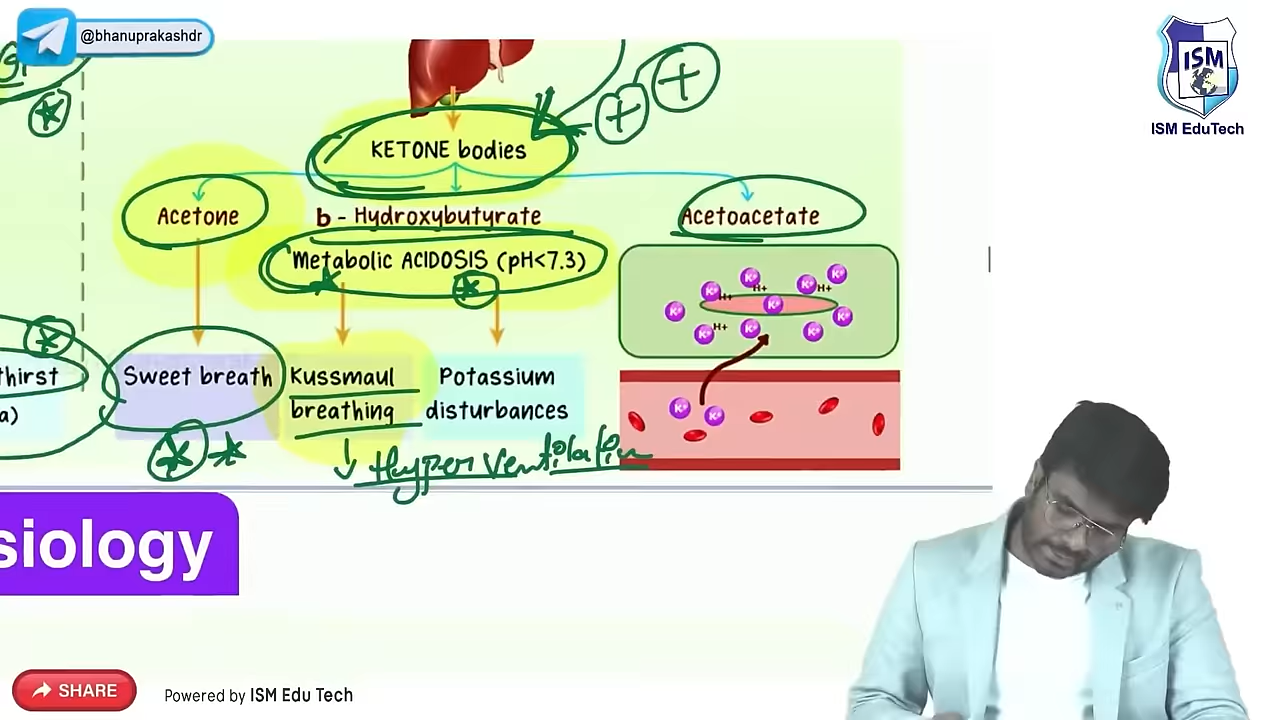 @bhanuprakashdr
ISM
ISM EduTech
KETONE bodies
Acetone
b - Hydroxybutyrate
Acetoacetate
Metabolic ACIDOSIS (pH<7.3)
K+ K+ K+ K+ K+ K+ K+ K+ K+ K+
H+ H+ H+ H+
thirst
a)
Sweet breath
Kussmaul
breathing
Potassium
disturbances
K+ K+
Hyperventilation
siology
SHARE
Powered by ISM Edu Tech